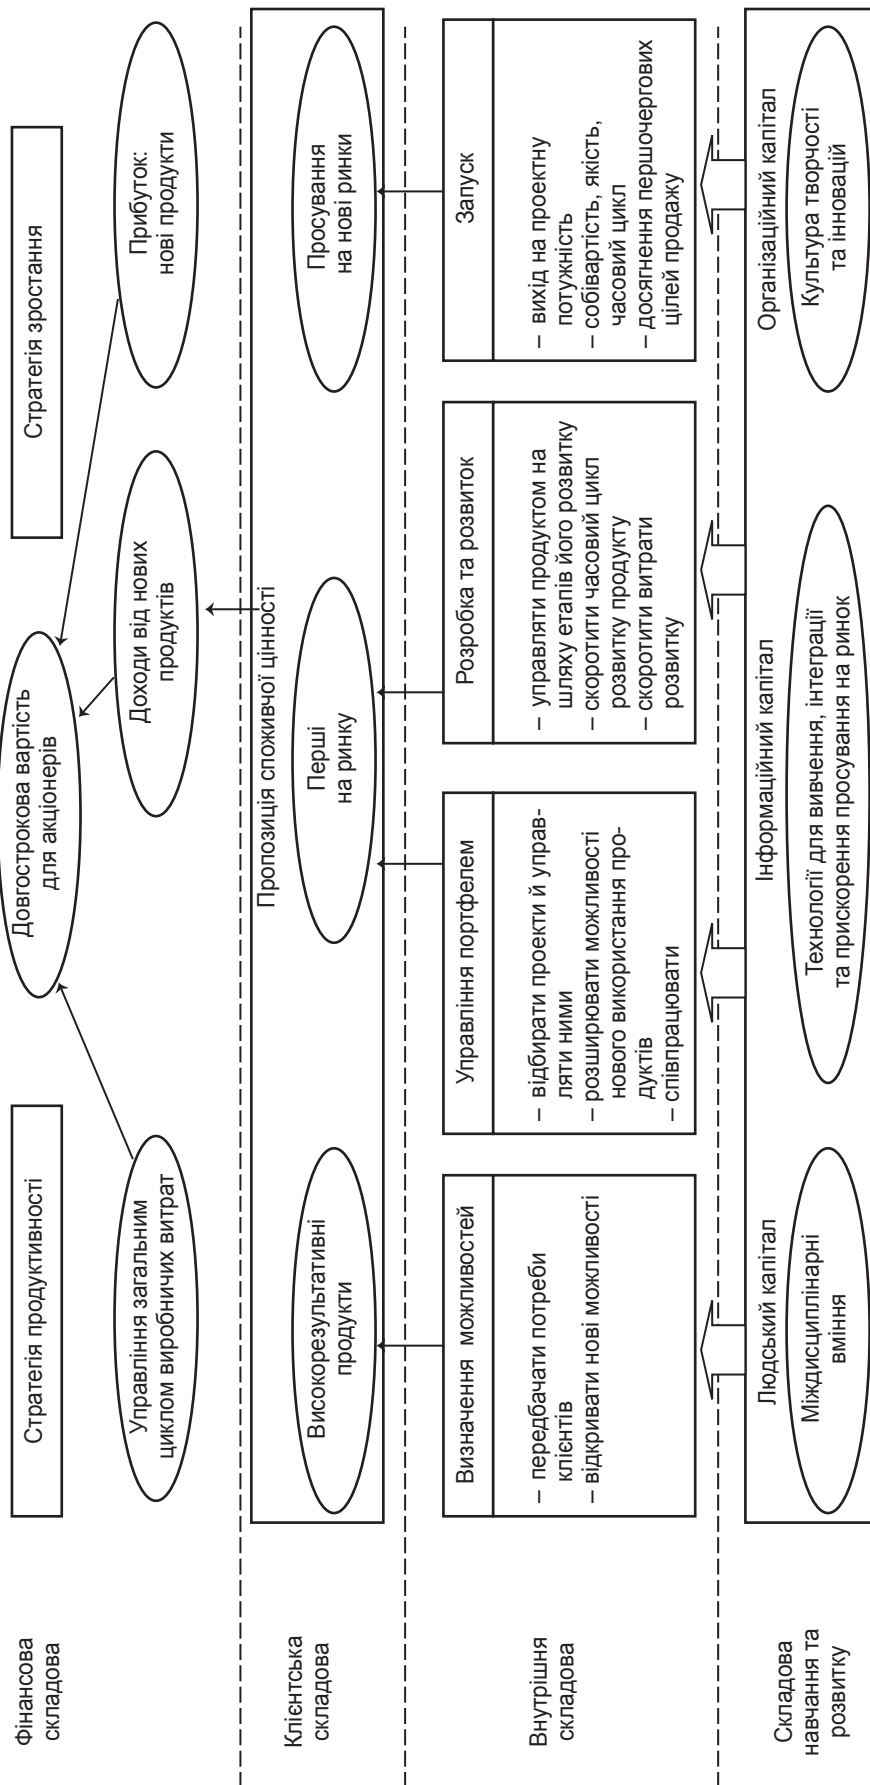 Фінансова
складова
Стратегія продуктивності
Стратегія зростання
Довгострокова вартість
для акціонерів
Управління загальним
циклом виробничих витрат
Доходи від нових
продуктів
Прибуток:
нові продукти
Клієнтська
складова
Пропозиція споживчої цінності
Високорезультативні
продукти
Перші
на ринку
Просування
на нові ринки
Внутрішня
складова
Визначення можливостей
– передбачати потреби
клієнтів
– відкривати нові можливості
Управління портфелем
– відбирати проекти й управ-
ляти ними
– розширювати можливості
нового використання про-
дуктів
– співпрацювати
Розробка та розвиток
– управляти продуктом на
шляху етапів його розвитку
– скоротити часовий цикл
розвитку продукту
– скоротити витрати
розвитку
Запуск
– вихід на проектну
потужність
– собівартість, якість,
часовий цикл
– досягнення першочергових
цілей продажу
Складова
навчання та
розвитку
Людський капітал
Міждисциплінарні
вміння
Інформаційний капітал
Технології для вивчення, інтеграції
та прискорення просування на ринок
Організаційний капітал
Культура творчості
та інновацій